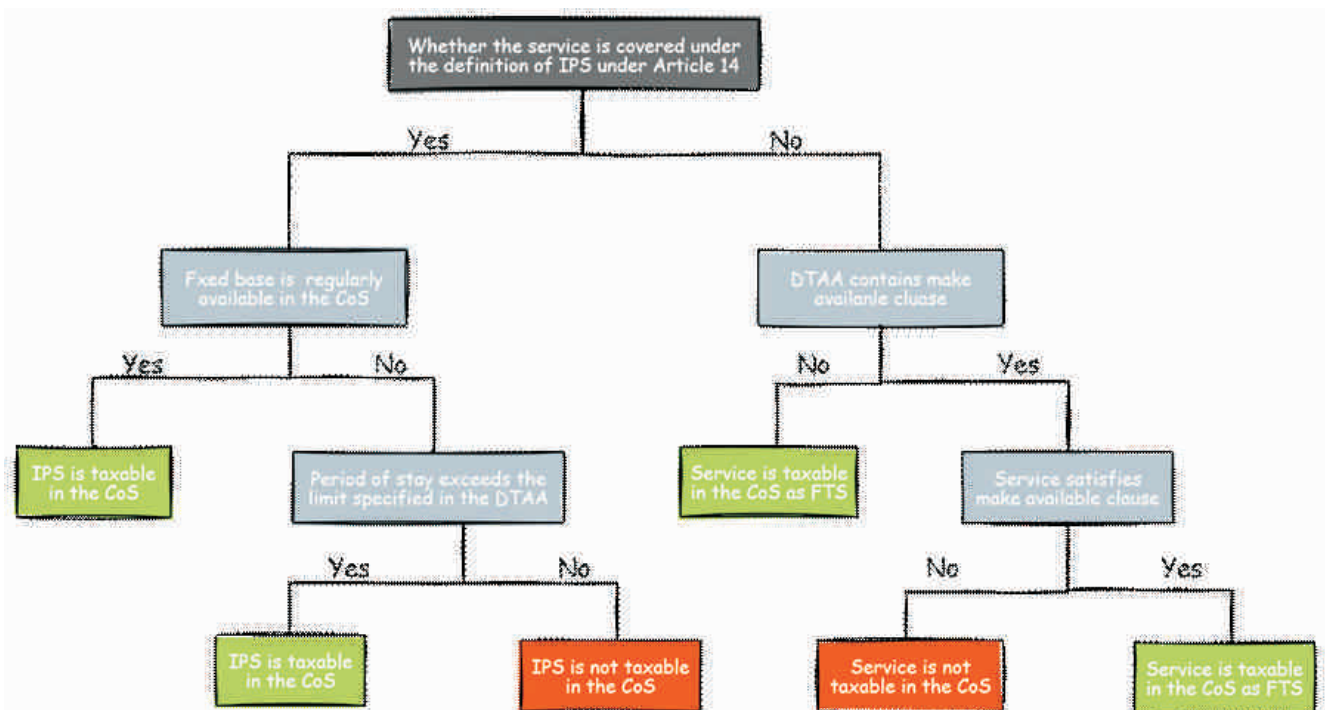 Whether the service is covered under
the definition of IPS under Article 14
Yes
No
Fxed base is regularly
available in the CoS
DTAA contains make
availanle cluase
Yes
No
No
Yes
IPS is taxable
in the CoS
Period of stay exceeds the
limit specified in the DTAA
Service is taxable
in the CoS as FTS
Service satisfies
make available clause
Yes
No
No
Yes
IPS is taxable
in the CoS
IPS is not taxable
in the CoS
Service is not
taxable in the CoS
Service is taxable
in the CoS as FTS